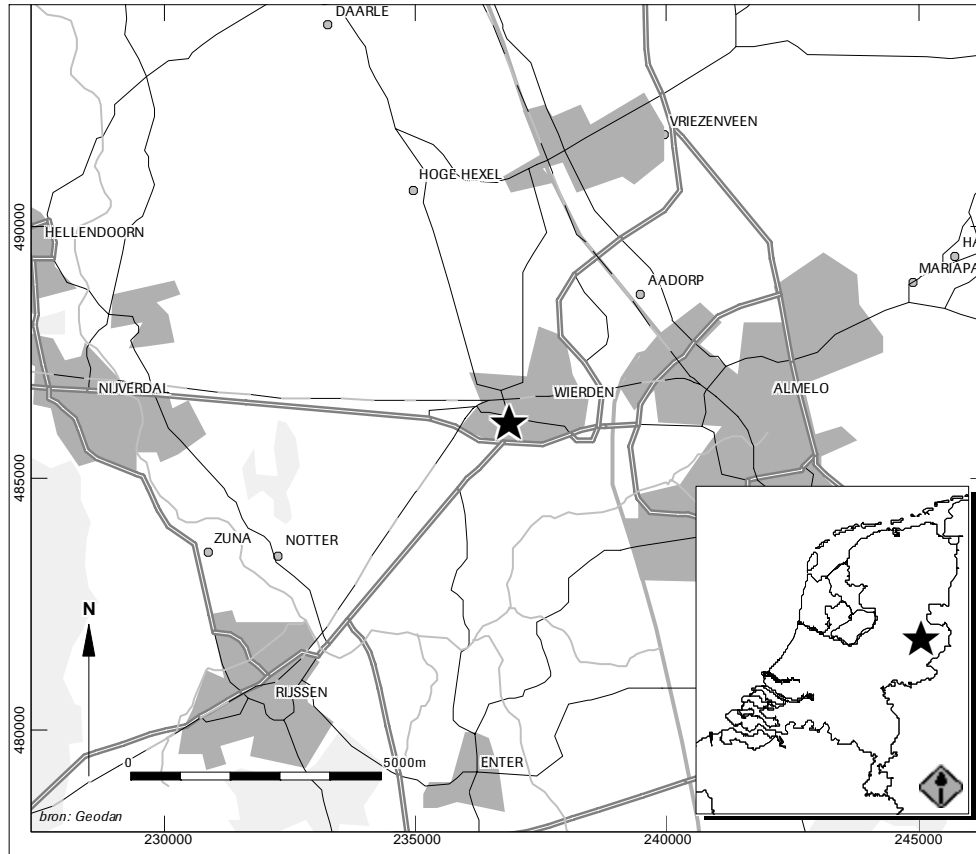 DAARLE
VRIEZENVEEN
HOGE HEXEL
490000
HELLENDOORN
HA
MARIAPA
AADORP
NIJVERDAL
WIERDEN
ALMELO
485000
ZUNA
NOTTER
N
RIJSSEN
480000
0
5000m
ENTER
bron: Geodan
230000
235000
240000
245000